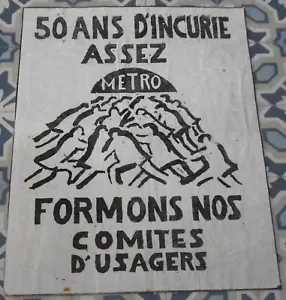 50 ANS D'INCURIE
ASSEZ
METRO
FORMONS NOS
COMITES
D'USAGERS